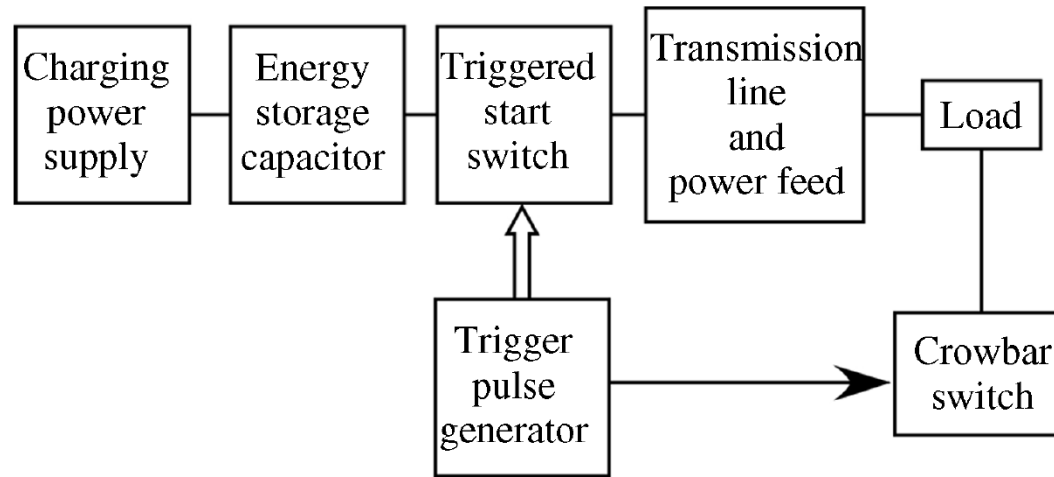 Charging
power
supply
Energy
storage
capacitor
Triggered
start
switch
Transmission
line
and
power feed
Load
Trigger
pulse
generator
Crowbar
switch